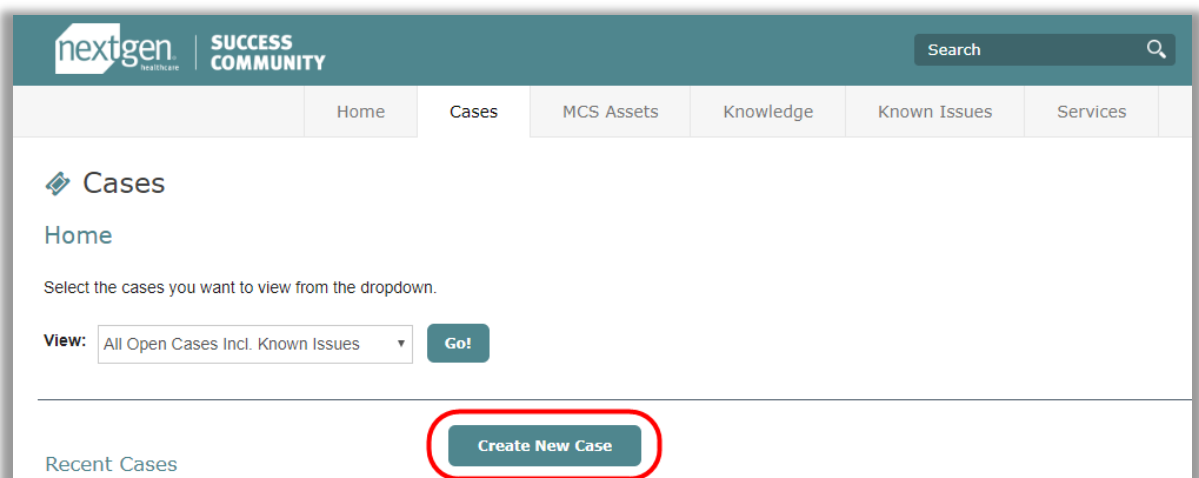 nextgen.
healthcare
SUCCESS
COMMUNITY
Search
Home Cases MCS Assets Knowledge Known Issues Services
Cases
Home
Select the cases you want to view from the dropdown.
View: All Open Cases Incl. Known Issues Go!
Create New Case
Recent Cases